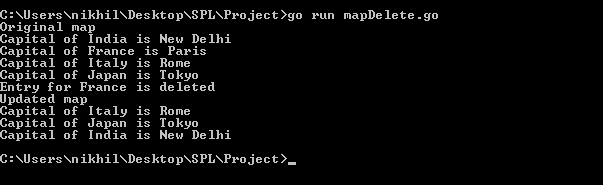 C:\Users\nikhil\Desktop\SPL\Project>go run mapDelete.go
Original map
Capital of India is New Delhi
Capital of France is Paris
Capital of Italy is Rome
Capital of Japan is Tokyo
Entry for France is deleted
Updated map
Capital of Italy is Rome
Capital of Japan is Tokyo
Capital of India is New Delhi
C:\Users\nikhil\Desktop\SPL\Project>_